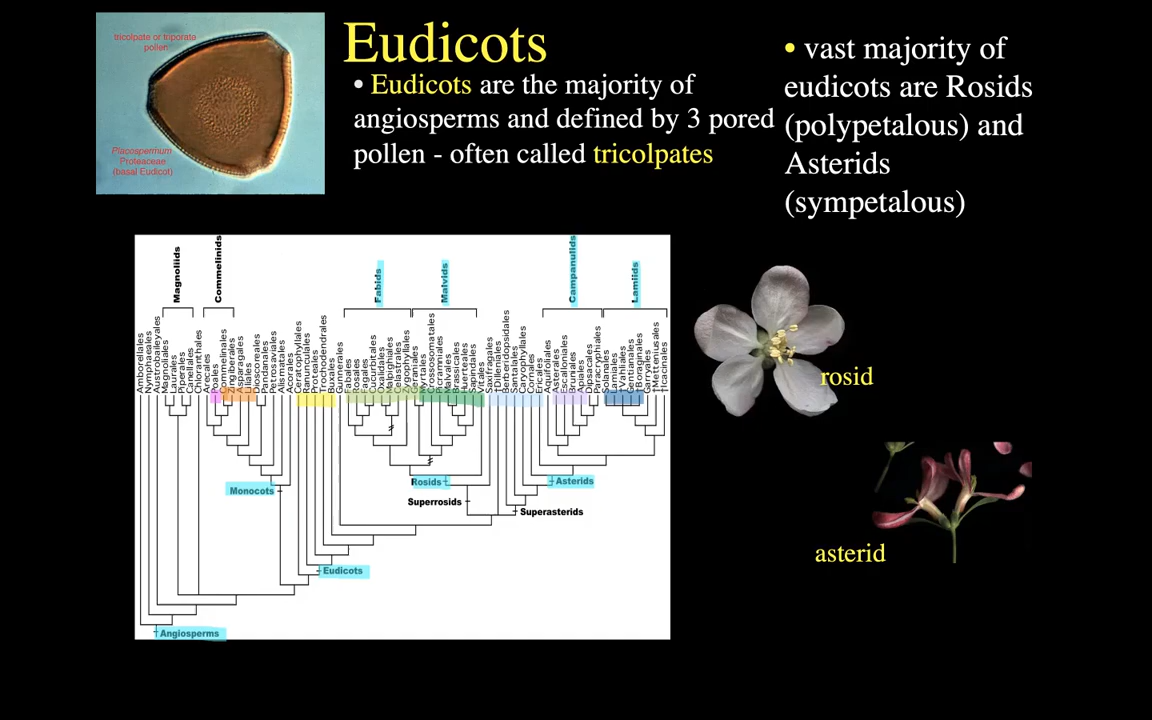 tricolpate or triporate
pollen
Placospermum
Proteaceae
(basal Eudicot)
Eudicots
• Eudicots are the majority of
angiosperms and defined by 3 pored
pollen - often called tricolpates
• vast majority of
eudicots are Rosids
(polypetalous) and
Asterids
(sympetalous)
Magnoliids
Commelinids
Fabids
Malvids
Campanulids
Lamiids
Amborellales
Nymphaeales
Austrobaileyales
Magnoliales
Laurales
Piperales
Canellales
Chloranthales
Arecales
Poales
Commelinales
Zingiberales
Asparagales
Liliales
Dioscoreales
Pandanales
Petrosaviales
Alismatales
Acorales
Ceratophyllales
Ranunculales
Proteales
Trochodendrales
Buxales
Gunnerales
Fabales
Rosales
Fagales
Cucurbitales
Oxalidales
Malpighiales
Celastrales
Zygophyllales
Geraniales
Myrtales
Crossosomatales
Picramniales
Malvales
Brassicales
Huerteales
Sapindales
Vitales
Saxifragales
†Dilleniales
Berberidopsidales
Santalales
Caryophyllales
Cornales
Ericales
Aquifoliales
Asterales
Escalloniales
Bruniales
Apiales
Dipsacales
Paracryphiales
Solanales
Lamiales
†Vahliales
Gentianales
†Boraginales
Garryales
†Metteniusales
†Icacinales
Rosids
Asterids
Monocots
Superrosids
Superasterids
Eudicots
Angiosperms
rosid
asterid